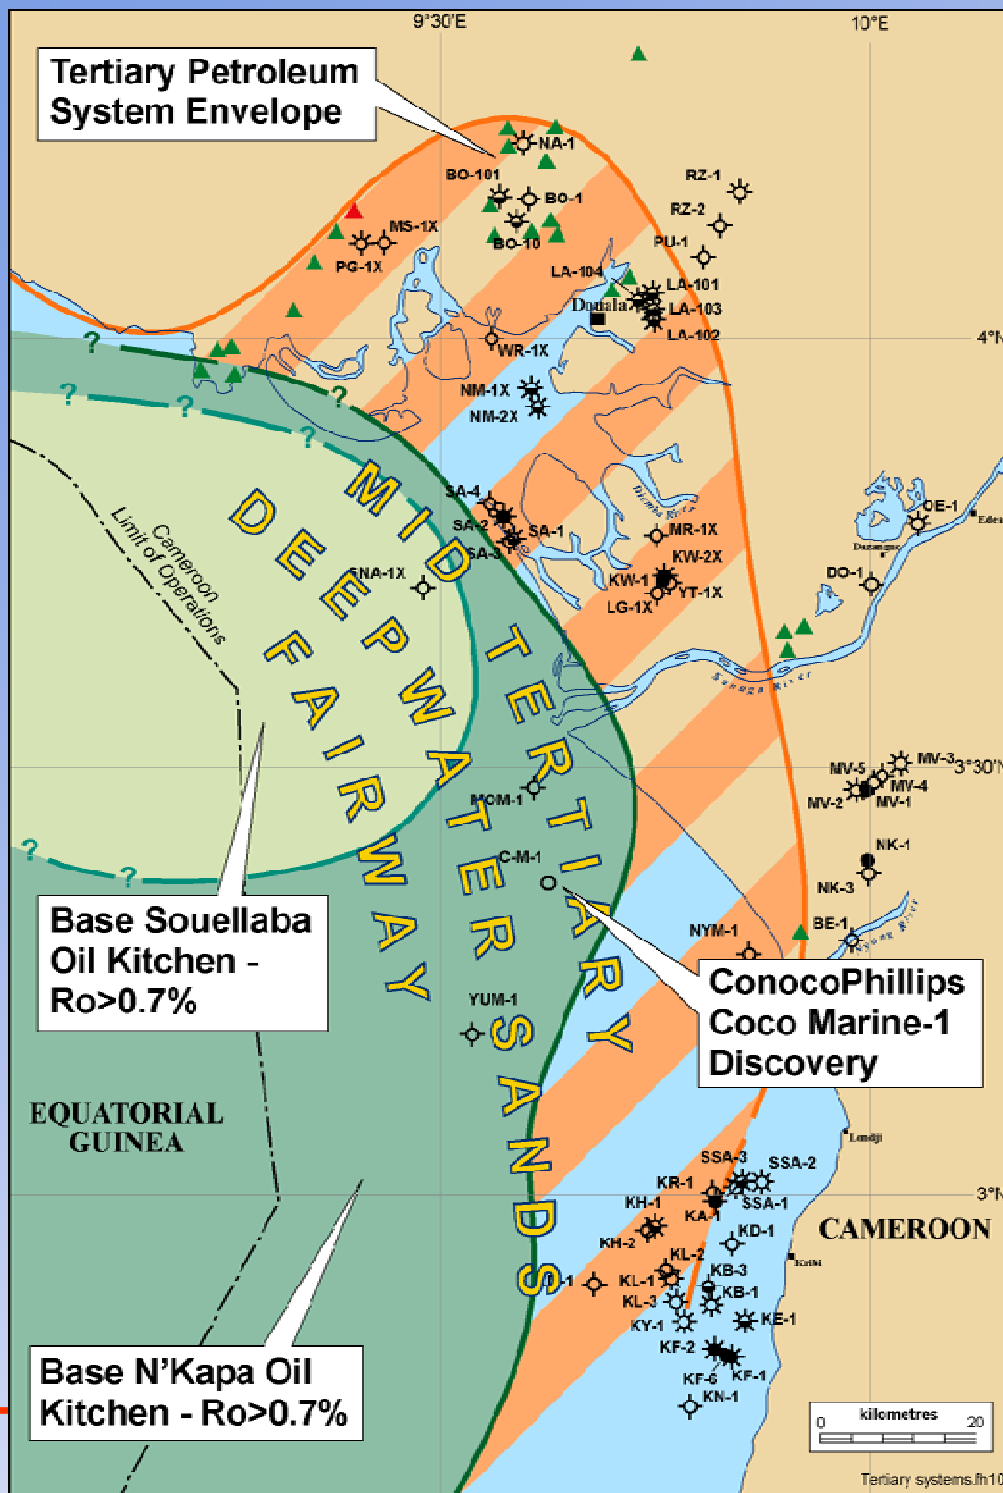 9°30'E
10°E
Tertiary Petroleum
System Envelope
NA-1
BO-101
BO-1
BO-10
RZ-1
RZ-2
PU-1
MS-1X
PG-1X
LA-104
LA-101
Douala
LA-103
LA-102
4°N
WR-1X
NM-1X
NM-2X
?
?
?
?
?
SA-4
SA-2
SA-1
SA-3
MR-1X
KW-2X
KW-1
YT-1X
LG-1X
OE-1
DO-1
Cameroon
Limit of Operations
SNA-1X
MID TERTIARY
DEEPWATER SANDS
FAIRWAY
Sanaga River
3°30'N
MV-3
MV-5
MV-4
MV-2
MV-1
MOM-1
C-M-1
NK-1
NK-3
?
?
Base Souellaba
Oil Kitchen -
Ro>0.7%
BE-1
Nyong River
NYM-1
ConocoPhillips
Coco Marine-1
Discovery
YUM-1
EQUATORIAL
GUINEA
Londji
SSA-3
SSA-2
SSA-1
KR-1
KA-1
3°N
KH-1
KH-2
KD-1
CAMEROON
Kribi
KL-2
KL-1
KL-3
KB-3
KB-1
KY-1
KE-1
KF-2
KF-6
KF-1
KN-1
Base N'Kapa Oil
Kitchen - Ro>0.7%
kilometres
0 20
Tertiary systems.fh10